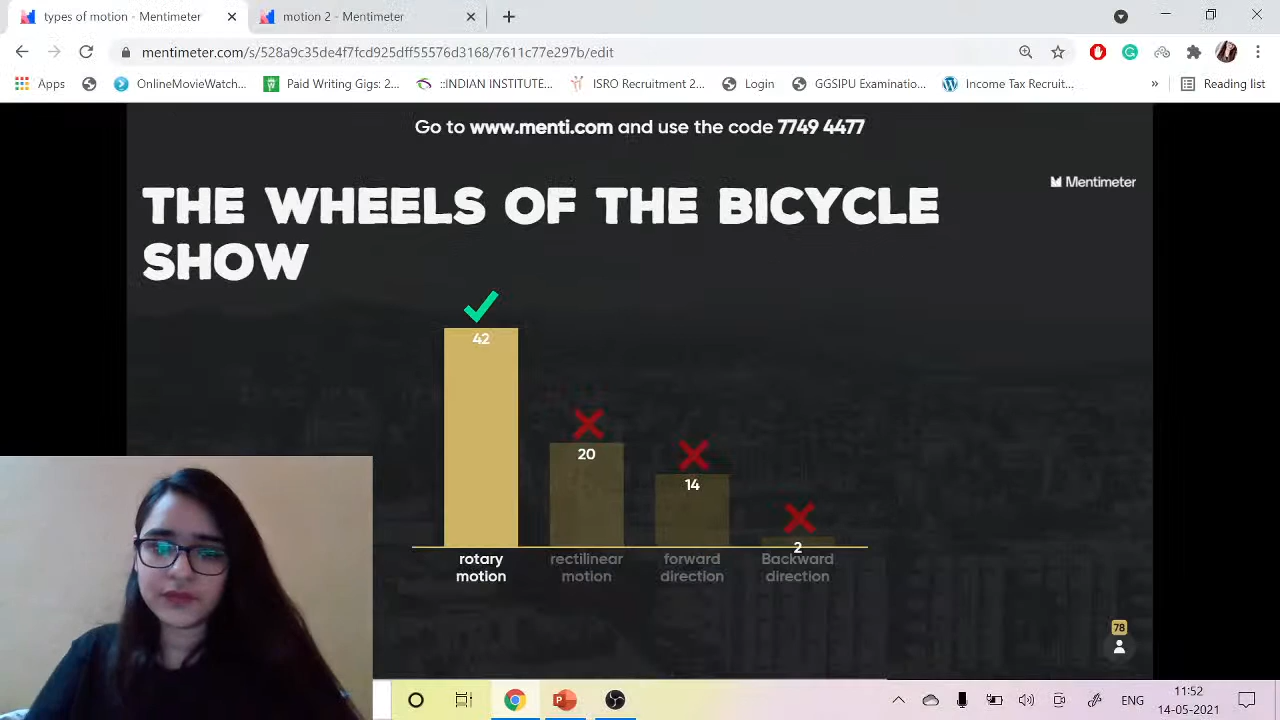 types of motion - Mentimeter
motion 2 - Mentimeter
mentimeter.com/s/528a9c35de4f7fcd925dff55576d3168/7611c77e297b/edit
Apps
OnlineMovieWatch...
Paid Writing Gigs: 2...
::INDIAN INSTITUTE...
ISRO Recruitment 2...
Login
GGSIPU Examinatio...
Income Tax Recruit...
»
Reading list
Go to www.menti.com and use the code 7749 4477
Mentimeter
THE WHEELS OF THE BICYCLE
SHOW
42
20
14
2
rotary
motion
rectilinear
motion
forward
direction
Backward
direction
78
ENG
11:52
14-05-2021